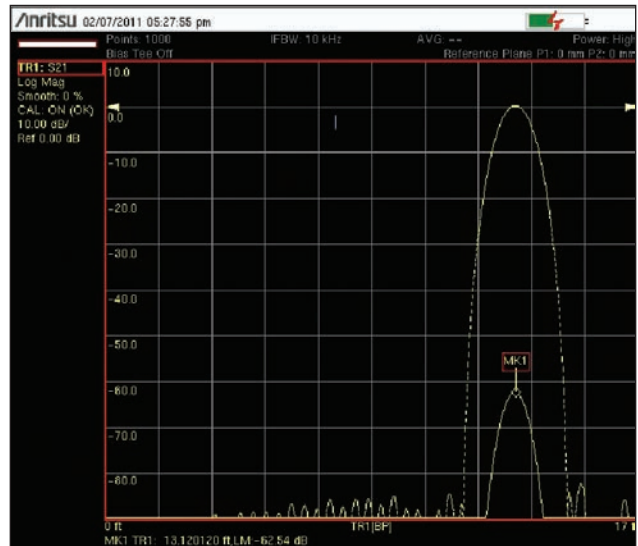 /Inritsu 02/07/2011 05:27:55 pm
Points: 1000 IFBW: 10 kHz AVG: -- Power: High
Bias Tee Off Reference Plane P1: 0 mm P2: 0 mm
TR1: S21
Log Mag
Smooth: 0 %
CAL: ON (OK)
10.00 dB/
Ref 0.00 dB
10.0
0.0
-10.0
-20.0
-30.0
-40.0
-50.0
MK1
-60.0
-70.0
-80.0
0 ft TR1|BP| 17
MK1 TR1: 13.120120 ft,LM:-62.54 dB